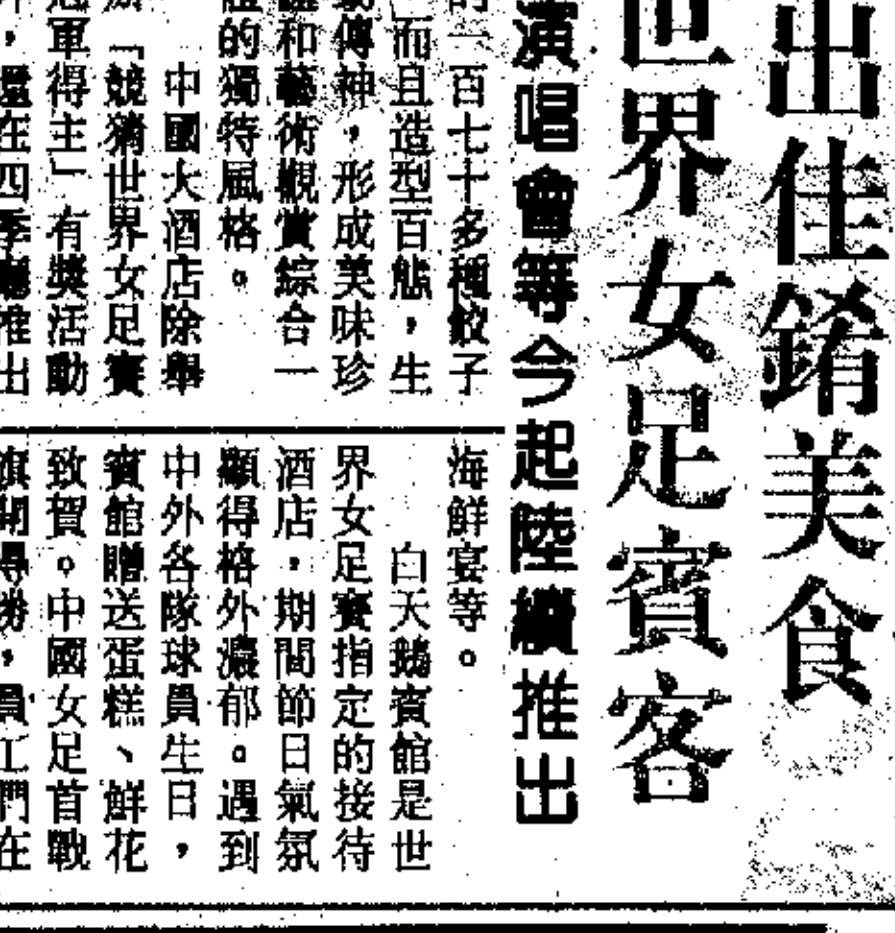 出佳餚美食
世界女足賓客
演唱會等今起陸續推出
的一百七十多種餃子
而且造型百態，生
動傳神，形成美味珍
饈和藝術觀賞綜合一
體的獨特風格。
中國大酒店除舉
辦「競猜世界女足賽
冠軍得主」有獎活動
外，還在四季廳推出
海鮮宴等。
白天鵝賓館是世
界女足賽指定的接待
酒店，期間節日氣氛
顯得格外濃郁。遇到
中外各隊球員生日，
賓館贈送蛋糕、鮮花
致賀。中國女足首戰
旗開得勝，員工們在